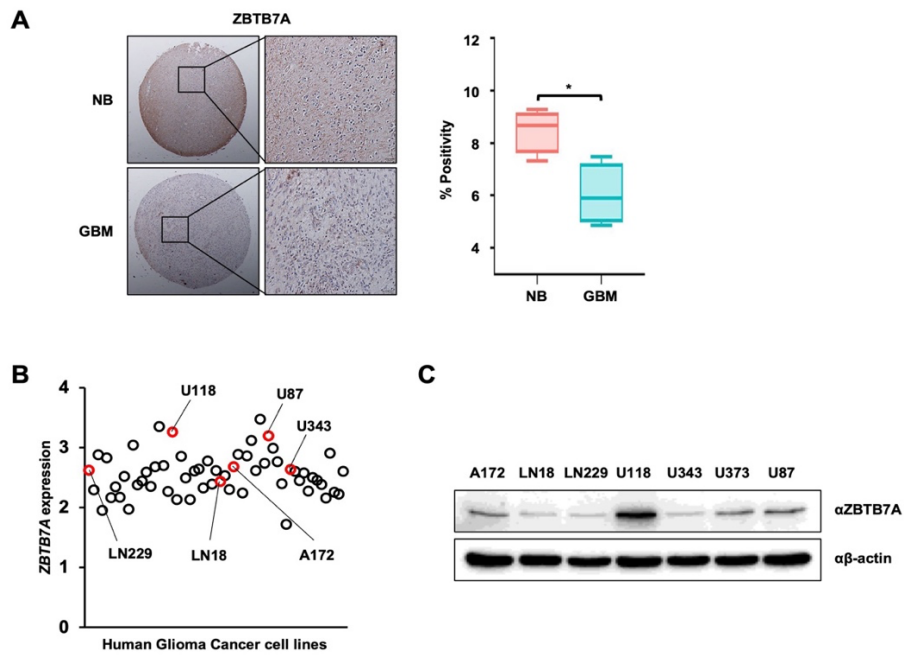 A
ZBTB7A
NB
GBM
% Positivity
12
10
8
6
4
*
NB
GBM
B
ZBTB7A expression
4
3
2
1
0
U118
U87
U343
LN229
LN18
A172
Human Glioma Cancer cell lines
C
A172 LN18 LN229 U118 U343 U373 U87
αZBTB7A
αβ-actin